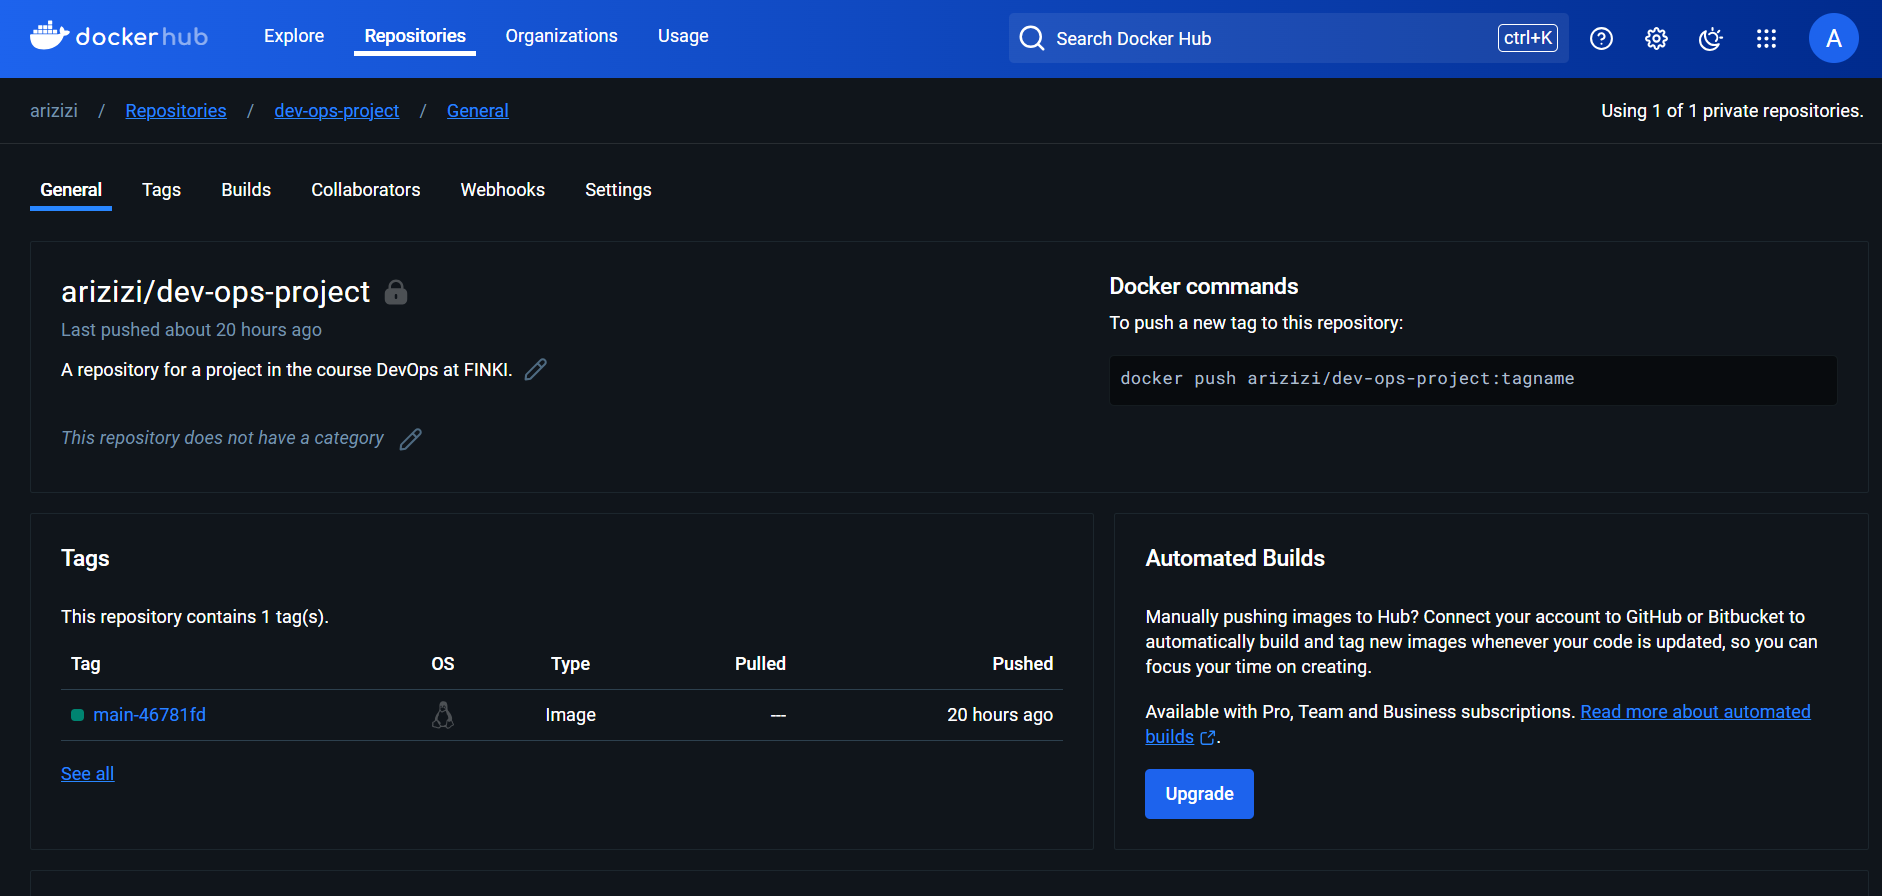 docker hub
Explore Repositories Organizations Usage
Search Docker Hub ctrl+K
A
arizizi / Repositories / dev-ops-project / General
Using 1 of 1 private repositories.
General Tags Builds Collaborators Webhooks Settings
arizizi/dev-ops-project
Last pushed about 20 hours ago
A repository for a project in the course DevOps at FINKI.
This repository does not have a category
Docker commands
To push a new tag to this repository:
docker push arizizi/dev-ops-project:tagname
Tags
This repository contains 1 tag(s).
Tag OS Type Pulled Pushed
main-46781fd Image --- 20 hours ago
See all
Automated Builds
Manually pushing images to Hub? Connect your account to GitHub or Bitbucket to
automatically build and tag new images whenever your code is updated, so you can
focus your time on creating.
Available with Pro, Team and Business subscriptions. Read more about automated
builds.
Upgrade